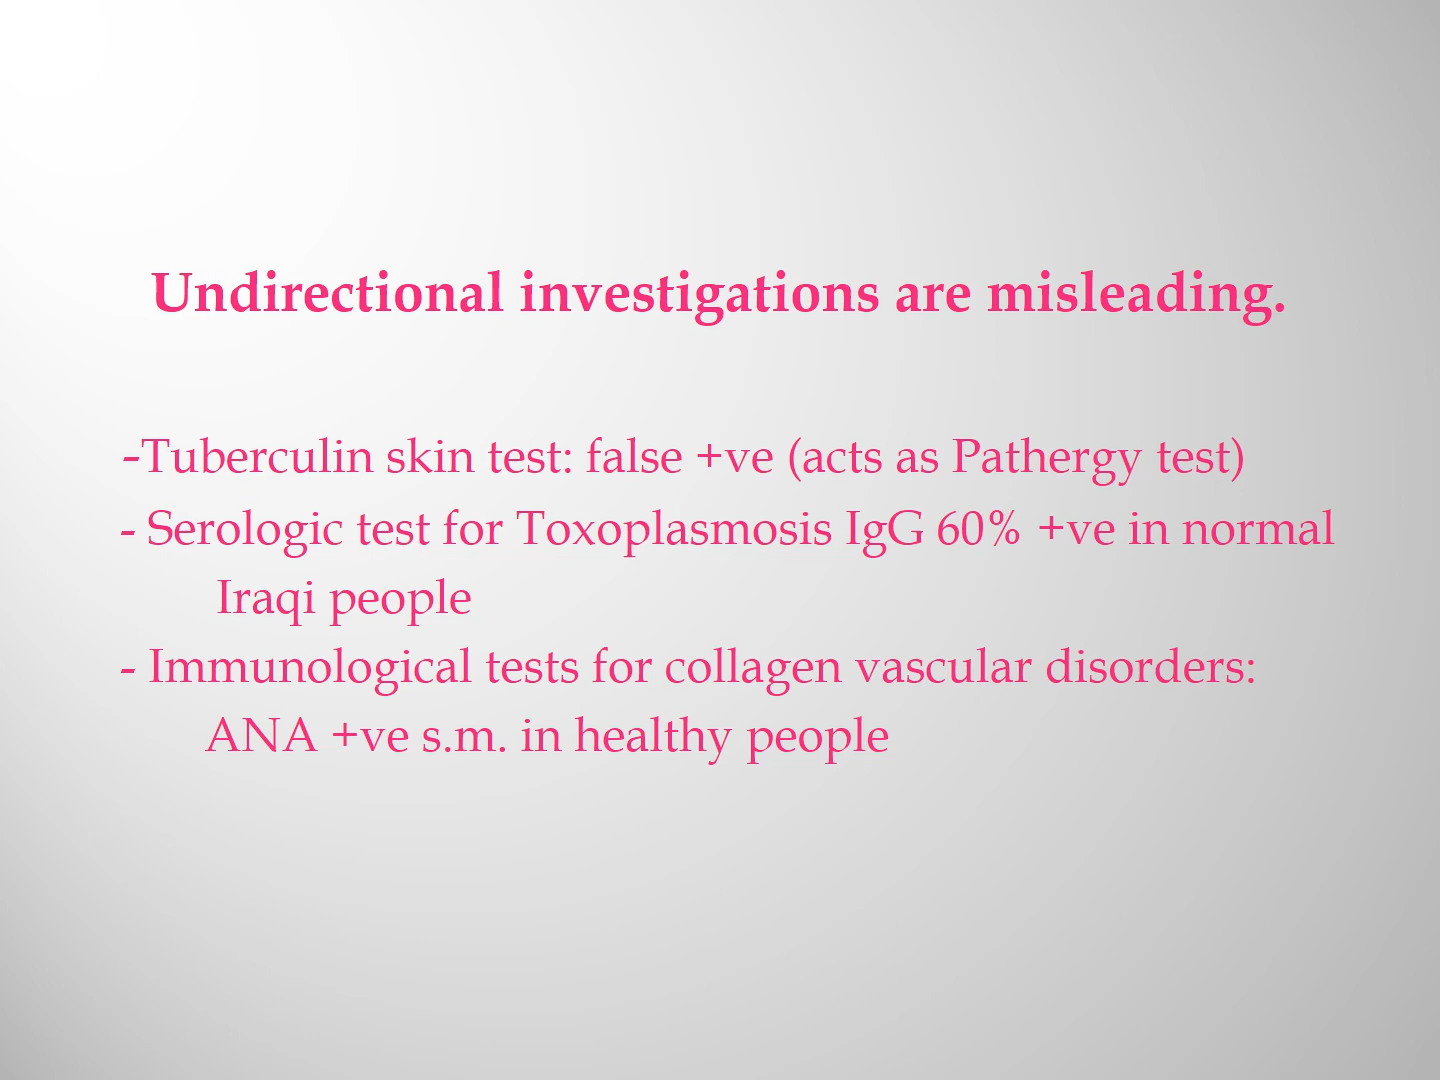 Undirectional investigations are misleading.
-Tuberculin skin test: false +ve (acts as Pathergy test)
- Serologic test for Toxoplasmosis IgG 60% +ve in normal
Iraqi people
- Immunological tests for collagen vascular disorders:
ANA +ve s.m. in healthy people